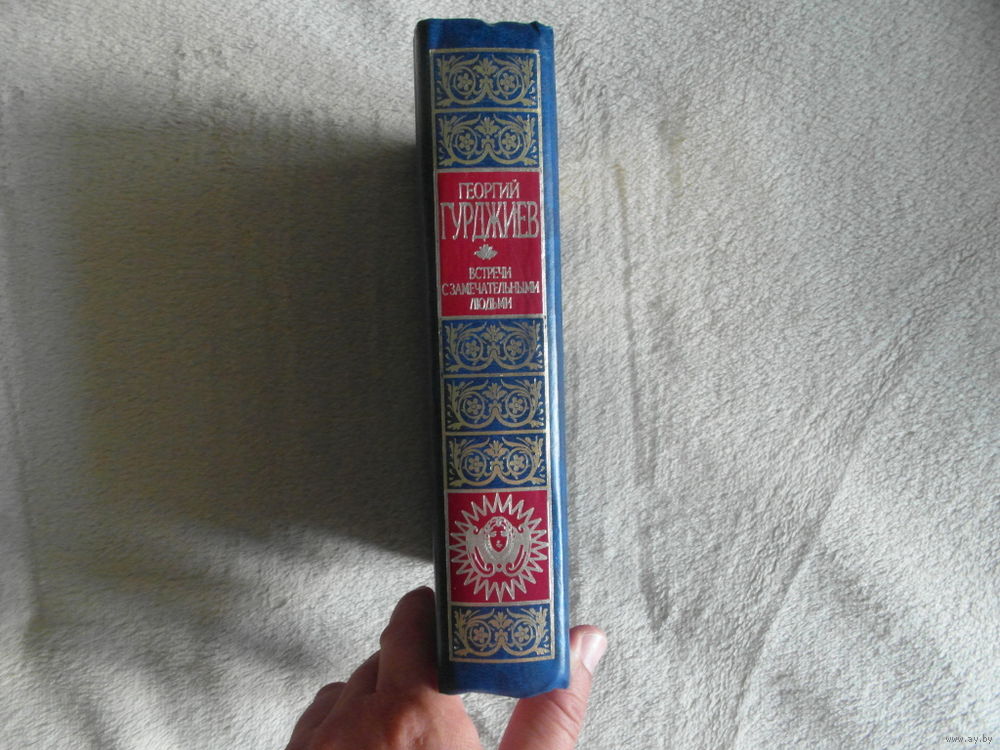 ГЕОРГИЙ
ГУРДЖИЕВ
ВСТРЕЧИ
С ЗАМЕЧАТЕЛЬНЫМИ
ЛЮДЬМИ
www.ay.by